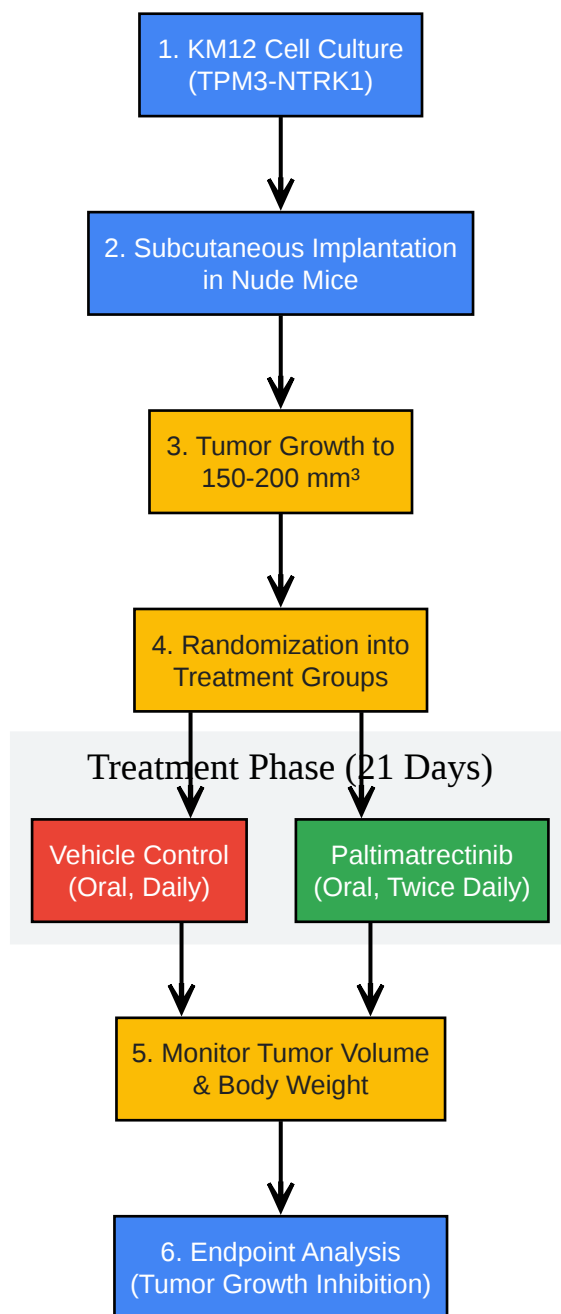 1. KM12 Cell Culture
(TPM3-NTRK1)
2. Subcutaneous Implantation
in Nude Mice
3. Tumor Growth to
150-200 mm³
4. Randomization into
Treatment Groups
Treatment Phase (21 Days)
Vehicle Control
(Oral, Daily)
Paltimatrectinib
(Oral, Twice Daily)
5. Monitor Tumor Volume
& Body Weight
6. Endpoint Analysis
(Tumor Growth Inhibition)